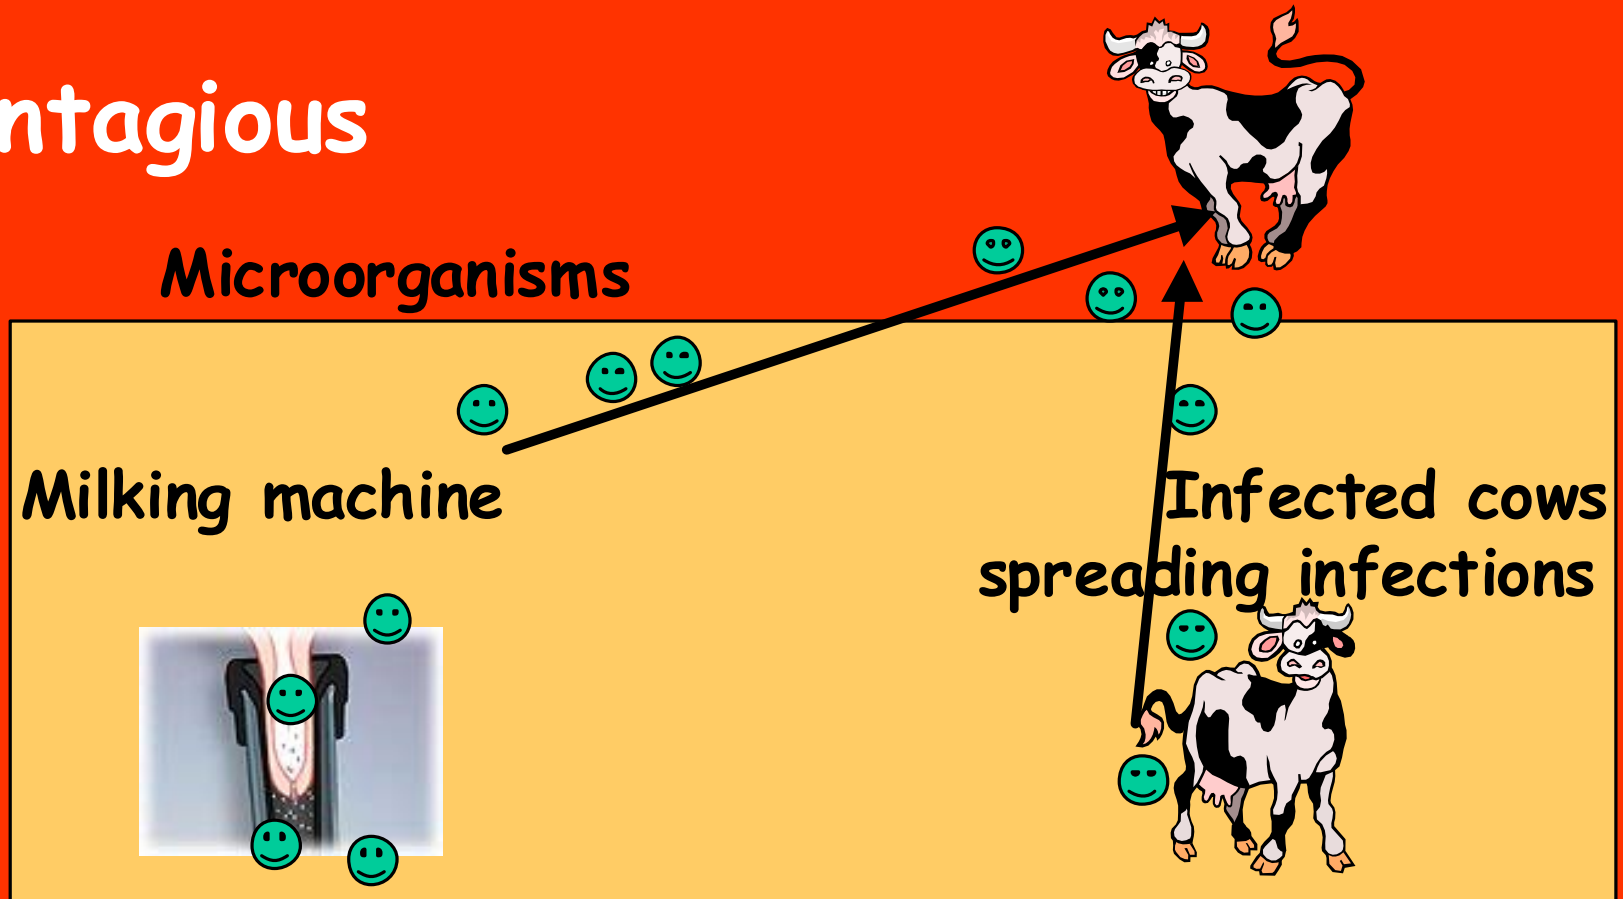 ntagious
Microorganisms
Milking machine
Infected cows
spreading infections